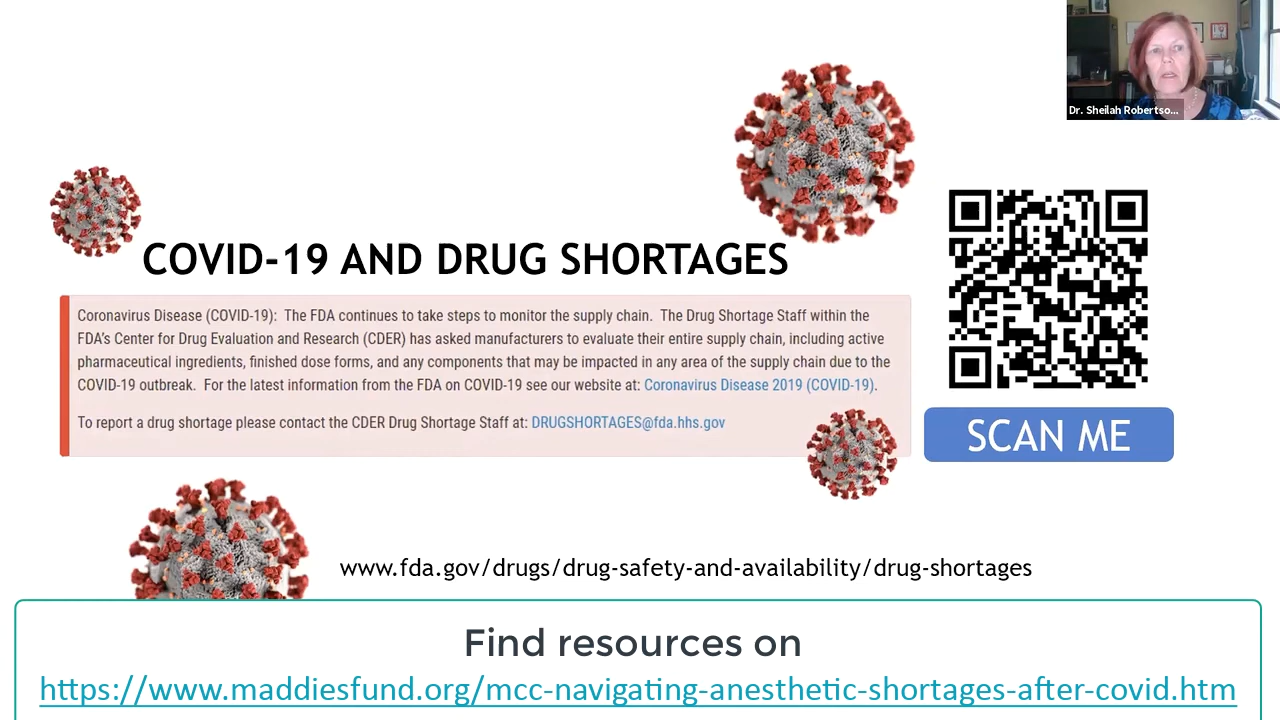 Dr. Sheilah Robertso...
COVID-19 AND DRUG SHORTAGES
Coronavirus Disease (COVID-19):  The FDA continues to take steps to monitor the supply chain.  The Drug Shortage Staff within the
FDA's Center for Drug Evaluation and Research (CDER) has asked manufacturers to evaluate their entire supply chain, including active
pharmaceutical ingredients, finished dose forms, and any components that may be impacted in any area of the supply chain due to the
COVID-19 outbreak.  For the latest information from the FDA on COVID-19 see our website at: Coronavirus Disease 2019 (COVID-19).
To report a drug shortage please contact the CDER Drug Shortage Staff at: DRUGSHORTAGES@fda.hhs.gov
SCAN ME
www.fda.gov/drugs/drug-safety-and-availability/drug-shortages
Find resources on
https://www.maddiesfund.org/mcc-navigating-anesthetic-shortages-after-covid.htm